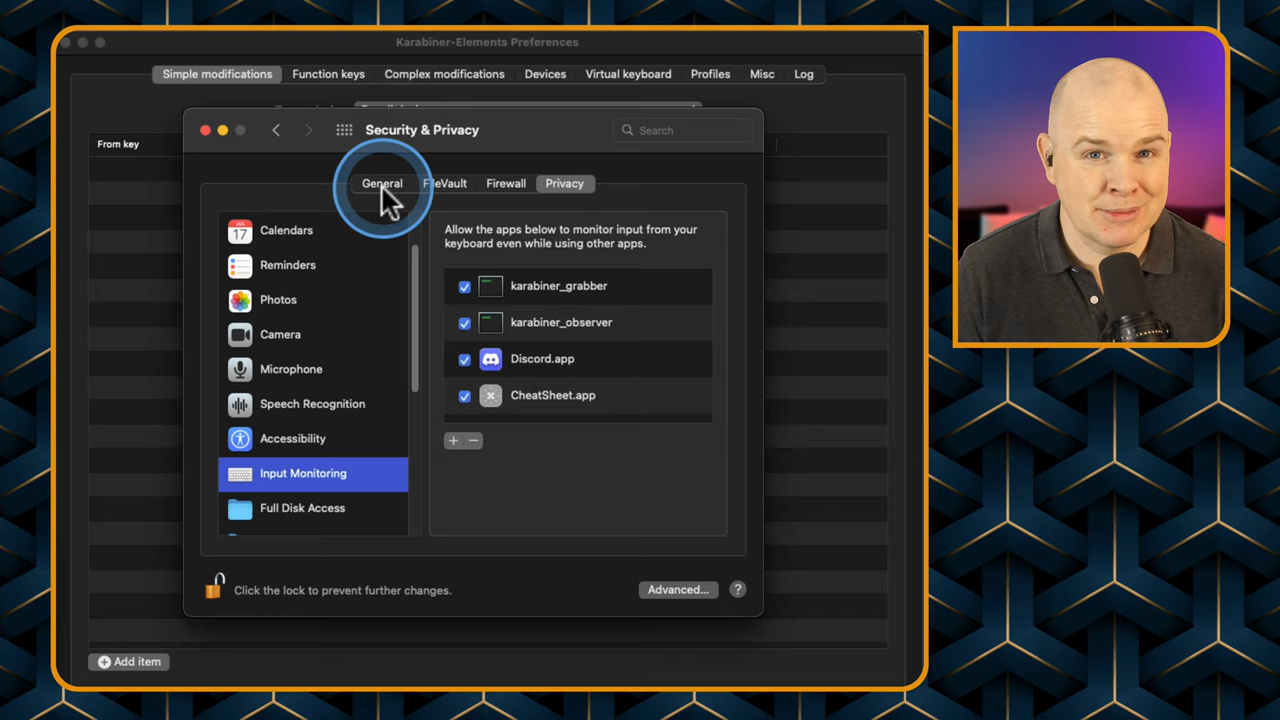 Karabiner-Elements Preferences
Simple modifications Function keys Complex modifications Devices Virtual keyboard Profiles Misc Log
Security & Privacy
Search
From key
General FileVault Firewall Privacy
JUL
17
Calendars
Reminders
Photos
Camera
Microphone
Speech Recognition
Accessibility
Input Monitoring
Full Disk Access
Allow the apps below to monitor input from your
keyboard even while using other apps.
karabiner_grabber
karabiner_observer
Discord.app
CheatSheet.app
+ −
Click the lock to prevent further changes.
Advanced... ?
Add item